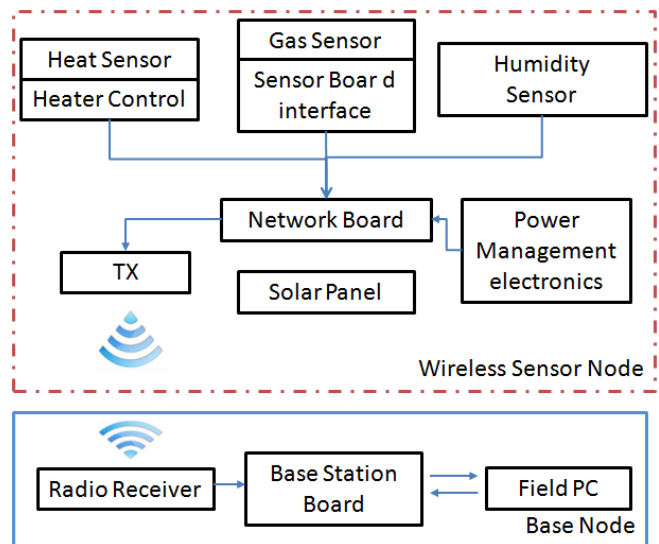 Heat Sensor
Heater Control
Gas Sensor
Sensor Boar d
interface
Humidity
Sensor
Network Board
Power
Management
electronics
TX
Solar Panel
Wireless Sensor Node
Radio Receiver
Base Station
Board
Field PC
Base Node